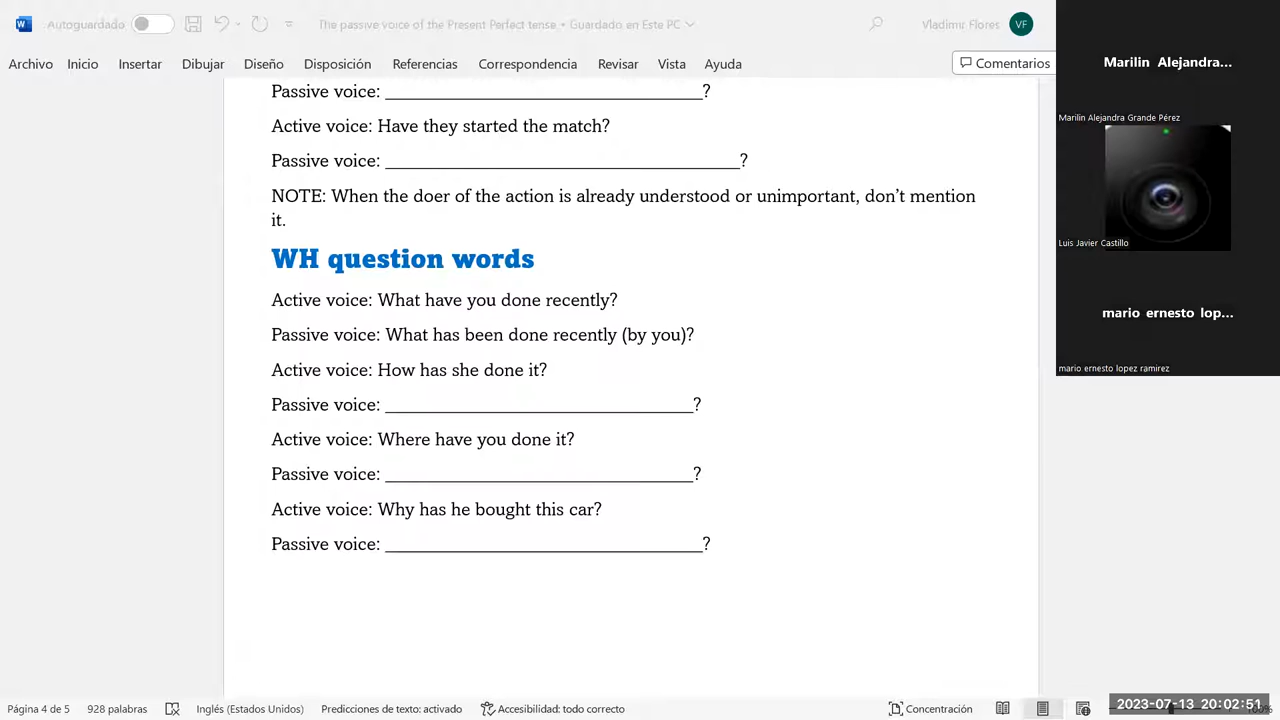 Autoguardado
The passive voice of the Present Perfect tense • Guardado en Este PC
Vladimir Flores
VF
Archivo Inicio Insertar Dibujar Diseño Disposición Referencias Correspondencia Revisar Vista Ayuda
Comentarios
Passive voice: ________________________________?
Active voice: Have they started the match?
Passive voice: ____________________________________?
NOTE: When the doer of the action is already understood or unimportant, don’t mention
it.
WH question words
Active voice: What have you done recently?
Passive voice: What has been done recently (by you)?
Active voice: How has she done it?
Passive voice: _______________________________?
Active voice: Where have you done it?
Passive voice: _______________________________?
Active voice: Why has he bought this car?
Passive voice: ________________________________?
Marilin Alejandra...
Marilin Alejandra Grande Pérez
Luis Javier Castillo
mario ernesto lop...
mario ernesto lopez ramirez
Página 4 de 5 928 palabras Inglés (Estados Unidos) Predicciones de texto: activado Accesibilidad: todo correcto Concentración
2023-07-13 20:02:51